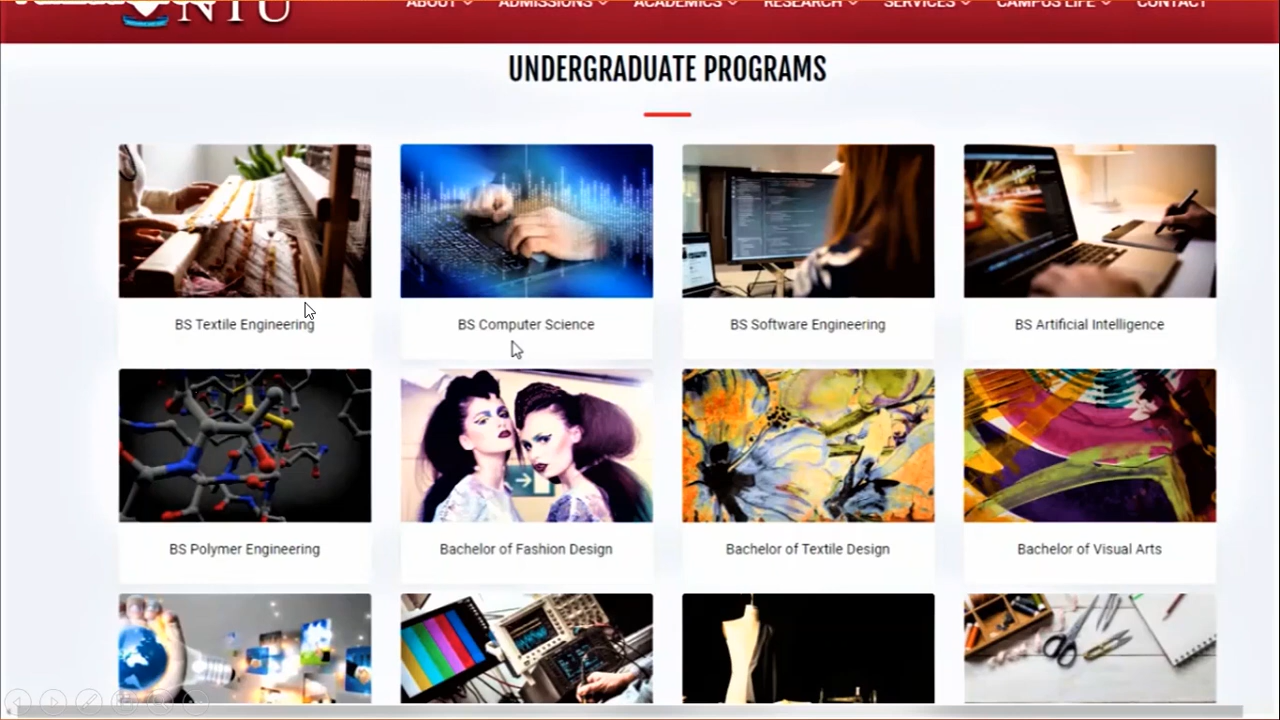 NTU
ABOUT ADMISSIONS ACADEMICS RESEARCH SERVICES CAMPUS LIFE CONTACT
UNDERGRADUATE PROGRAMS
BS Textile Engineering
BS Computer Science
BS Software Engineering
BS Artificial Intelligence
BS Polymer Engineering
Bachelor of Fashion Design
Bachelor of Textile Design
Bachelor of Visual Arts